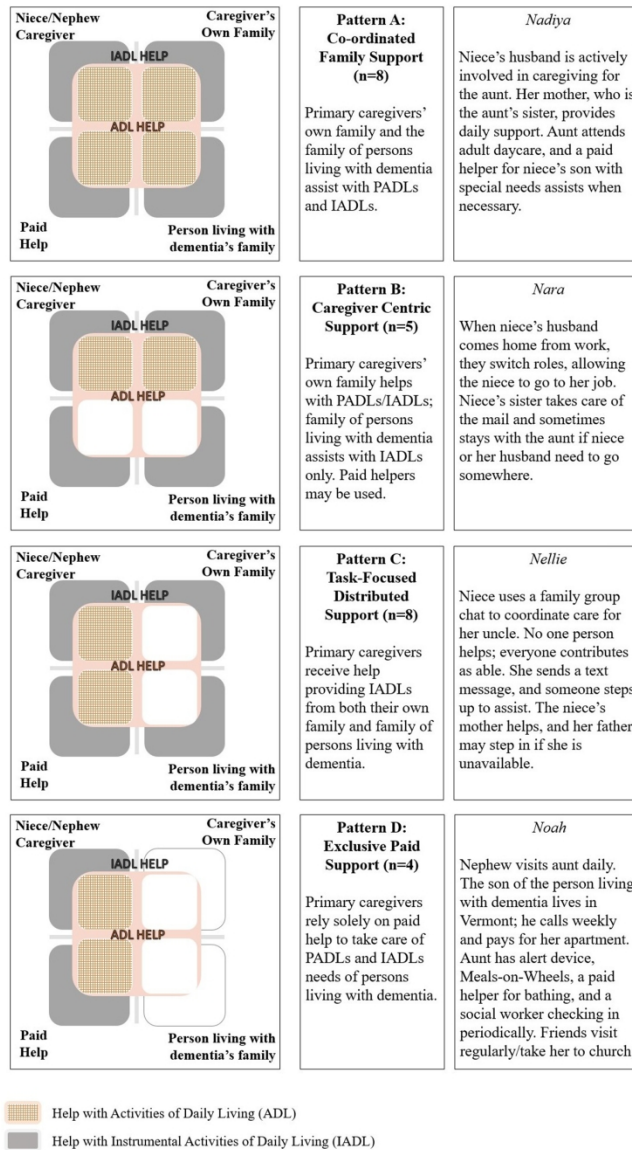 Niece/Nephew
Caregiver
Caregiver's
Own Family
IADL HELP
ADL HELP
Paid
Help
Person living with
dementia's family
Pattern A:
Co-ordinated
Family Support
(n=8)
Primary caregivers'
own family and the
family of persons
living with dementia
assist with PADLs
and IADLs.
Nadiya
Niece's husband is actively
involved in caregiving for
the aunt. Her mother, who is
the aunt's sister, provides
daily support. Aunt attends
adult daycare, and a paid
helper for niece's son with
special needs assists when
necessary.
Niece/Nephew
Caregiver
Caregiver's
Own Family
IADL HELP
ADL HELP
Paid
Help
Person living with
dementia's family
Pattern B:
Caregiver Centric
Support (n=5)
Primary caregivers'
own family helps
with PADLs/IADLs;
family of persons
living with dementia
assists with IADLs
only. Paid helpers
may be used.
Nara
When niece's husband
comes home from work,
they switch roles, allowing
the niece to go to her job.
Niece's sister takes care of
the mail and sometimes
stays with the aunt if niece
or her husband need to go
somewhere.
Niece/Nephew
Caregiver
Caregiver's
Own Family
IADL HELP
ADL HELP
Paid
Help
Person living with
dementia's family
Pattern C:
Task-Focused
Distributed
Support (n=8)
Primary caregivers
receive help
providing IADLs
from both their own
family and family of
persons living with
dementia.
Nellie
Niece uses a family group
chat to coordinate care for
her uncle. No one person
helps; everyone contributes
as able. She sends a text
message, and someone steps
up to assist. The niece's
mother helps, and her father
may step in if she is
unavailable.
Niece/Nephew
Caregiver
Caregiver's
Own Family
IADL HELP
ADL HELP
Paid
Help
Person living with
dementia's family
Pattern D:
Exclusive Paid
Support (n=4)
Primary caregivers
rely solely on paid
help to take care of
PADLs and IADLs
needs of persons
living with dementia.
Noah
Nephew visits aunt daily.
The son of the person living
with dementia lives in
Vermont; he calls weekly
and pays for her apartment.
Aunt has alert device,
Meals-on-Wheels, a paid
helper for bathing, and a
social worker checking in
periodically. Friends visit
regularly/take her to church
Help with Activities of Daily Living (ADL)
Help with Instrumental Activities of Daily Living (IADL)